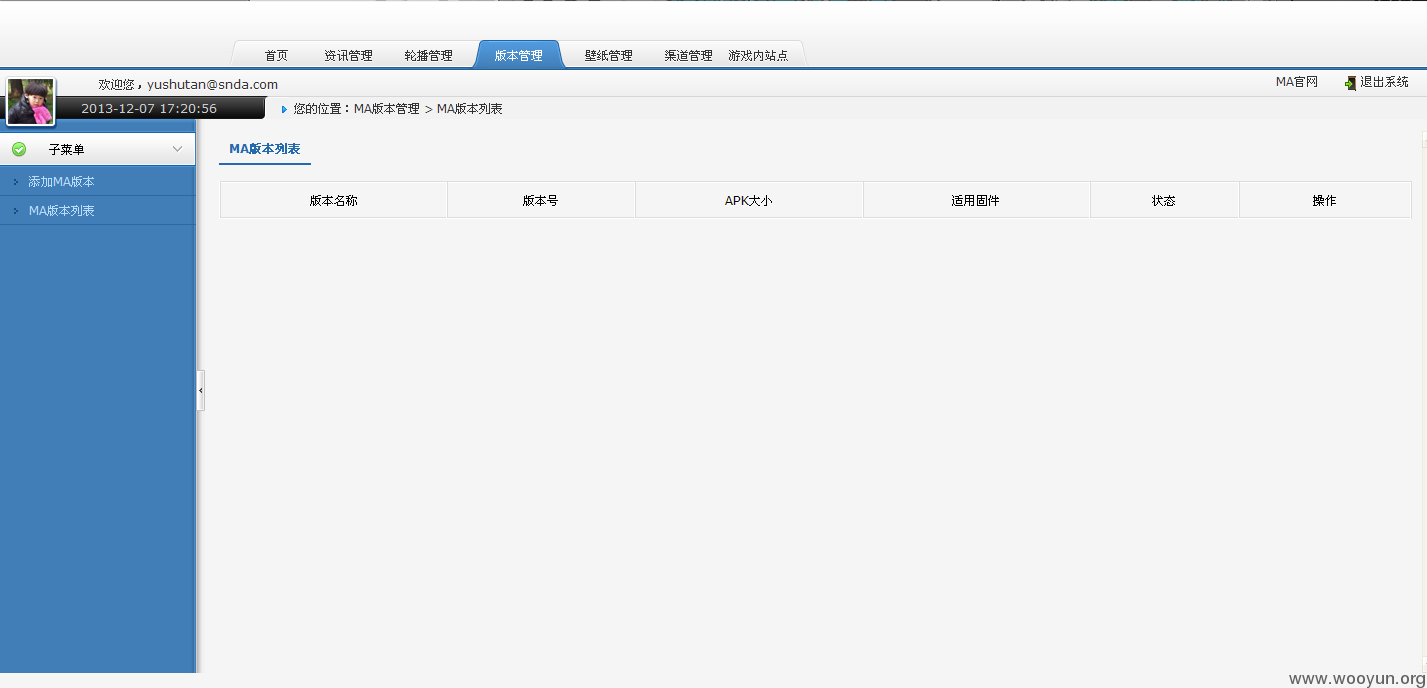 首页 资讯管理 轮播管理 版本管理 壁纸管理 渠道管理 游戏内站点
欢迎您，yushutan@snda.com MA官网 退出系统
2013-12-07 17:20:56 您的位置：MA版本管理 > MA版本列表
子菜单
添加MA版本
MA版本列表
MA版本列表
版本名称 版本号 APK大小 适用固件 状态 操作
www.wooyun.org